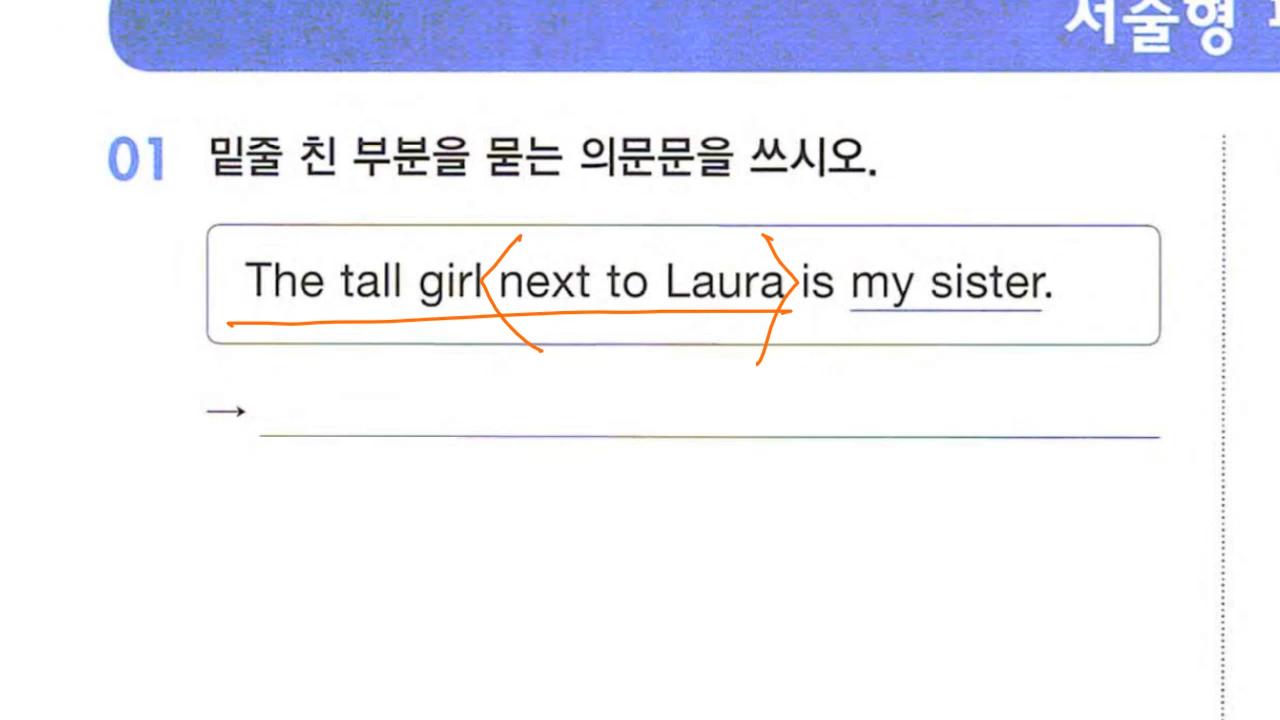 서술형
01 밑줄 친 부분을 묻는 의문문을 쓰시오.
The tall girl next to Laura is my sister.
→